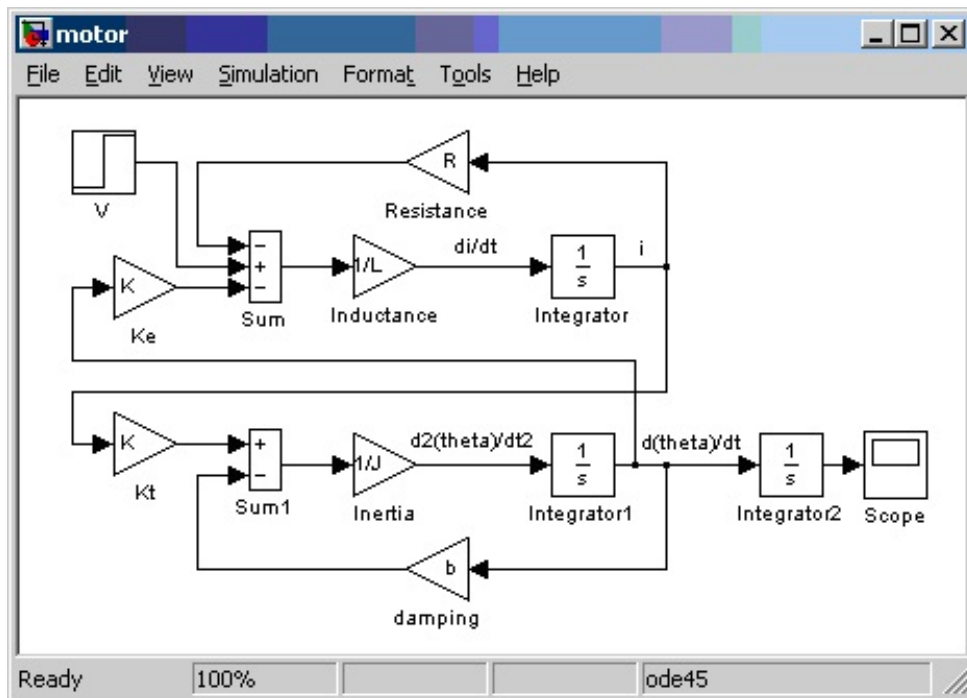 motor
File Edit View Simulation Format Tools Help
R
V
Resistance
−
+
−
1/L
di/dt
1
s
i
K
Sum
Inductance
Integrator
Ke
K
+
−
1/J
d2(theta)/dt2
1
s
d(theta)/dt
1
s
Kt
Sum1
Inertia
Integrator1
Integrator2
Scope
b
damping
Ready 100% ode45